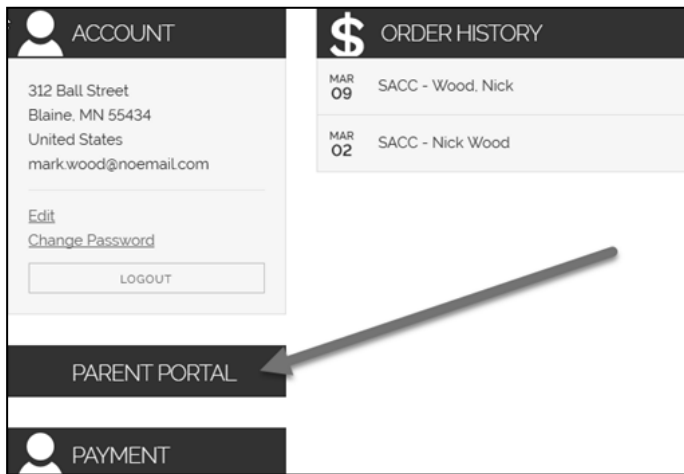 ACCOUNT
312 Ball Street
Blaine, MN 55434
United States
mark.wood@noemail.com
Edit
Change Password
LOGOUT
PARENT PORTAL
PAYMENT
$ ORDER HISTORY
MAR
09
SACC - Wood, Nick
MAR
02
SACC - Nick Wood